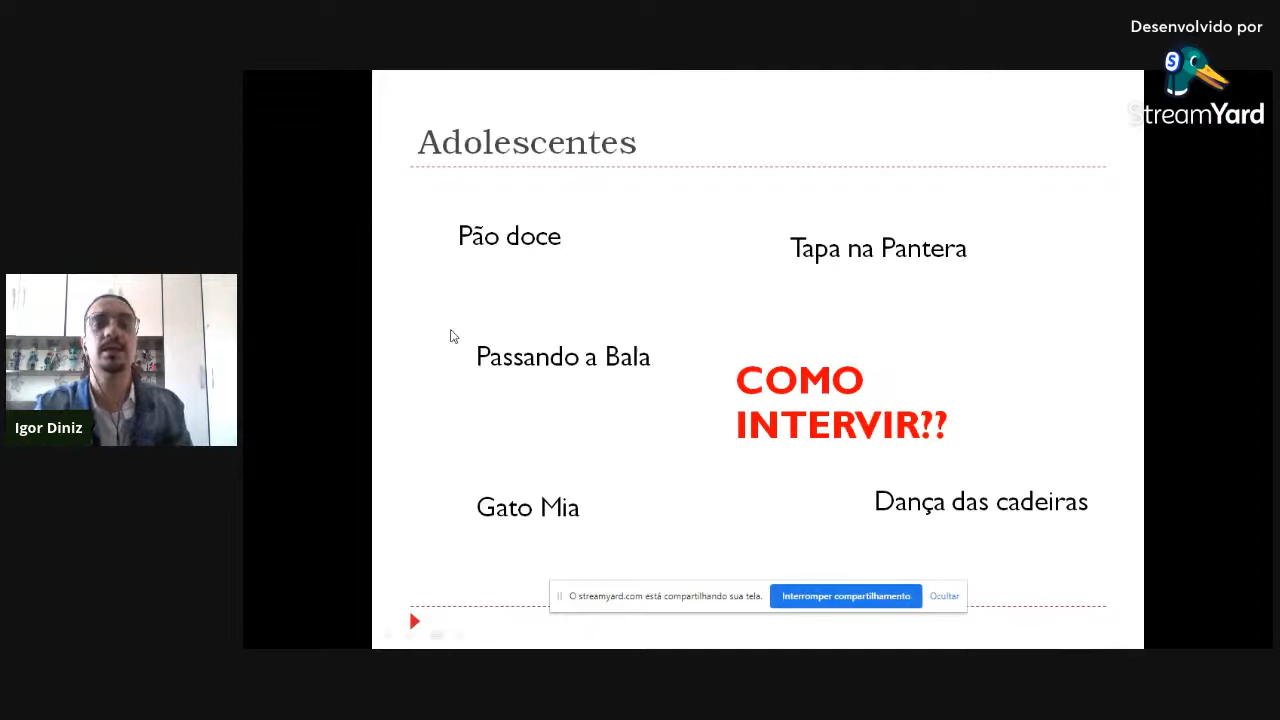 Desenvolvido por
StreamYard
Adolescentes
Pão doce
Tapa na Pantera
Passando a Bala
COMO
INTERVIR??
Gato Mia
Dança das cadeiras
Igor Diniz
O streamyard.com está compartilhando sua tela.
Interromper compartilhamento
Ocultar